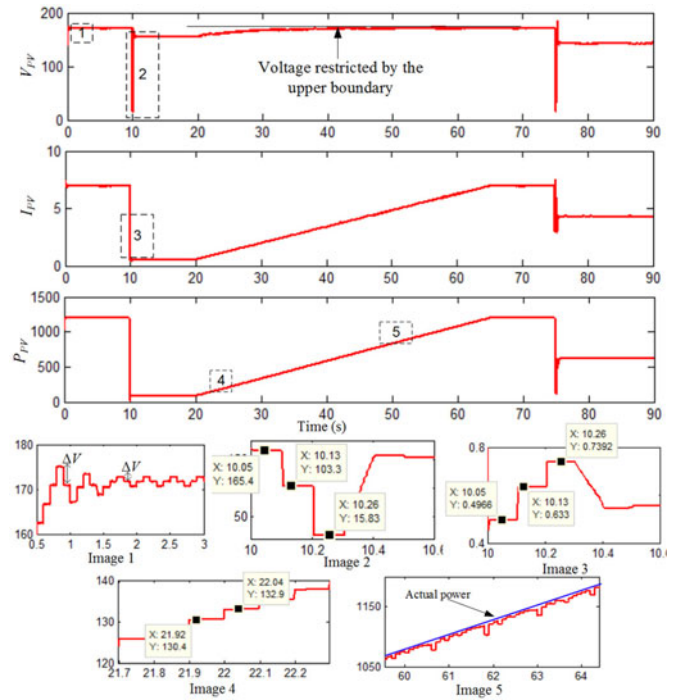 V_PV
200
100
0
1
2
Voltage restricted by the
upper boundary
0 10 20 30 40 50 60 70 80 90
I_PV
10
5
0
3
0 10 20 30 40 50 60 70 80 90
P_PV
1500
1000
500
0
4
5
0 10 20 30 40 50 60 70 80 90
Time (s)
180
170
160
ΔV
ΔV
0.5 1 1.5 2 2.5 3
Image 1
50
X: 10.05
Y: 165.4
X: 10.13
Y: 103.3
X: 10.26
Y: 15.83
10 10.2 10.4 10.6
Image 2
0.8
0.6
0.4
X: 10.26
Y: 0.7392
X: 10.05
Y: 0.4966
X: 10.13
Y: 0.633
10 10.2 10.4 10.6
Image 3
140
130
120
X: 22.04
Y: 132.9
X: 21.92
Y: 130.4
21.7 21.8 21.9 22 22.1 22.2
Image 4
1150
1050
Actual power
60 61 62 63 64
Image 5